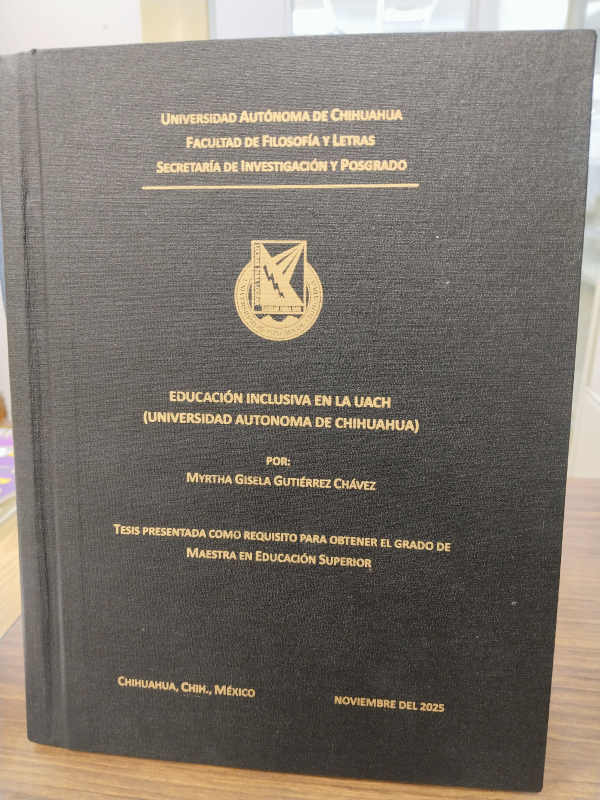 UNIVERSIDAD AUTÓNOMA DE CHIHUAHUA
FACULTAD DE FILOSOFÍA Y LETRAS
SECRETARÍA DE INVESTIGACIÓN Y POSGRADO
EDUCACIÓN INCLUSIVA EN LA UACH
(UNIVERSIDAD AUTONOMA DE CHIHUAHUA)
POR:
MYRTHA GISELA GUTIÉRREZ CHÁVEZ
TESIS PRESENTADA COMO REQUISITO PARA OBTENER EL GRADO DE
MAESTRA EN EDUCACIÓN SUPERIOR
CHIHUAHUA, CHIH., MÉXICO
NOVIEMBRE DEL 2025